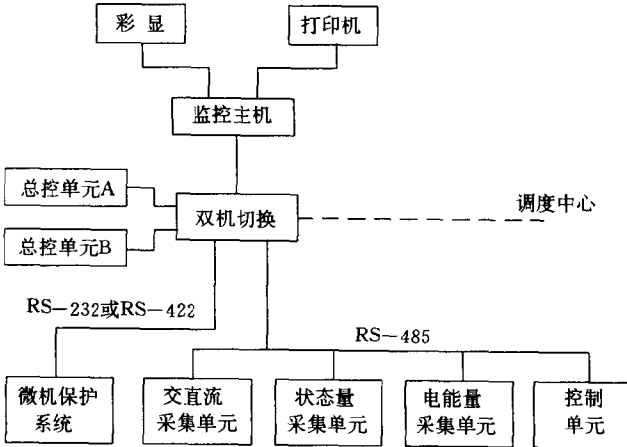 彩 显
打印机
监控主机
总控单元A
双机切换
调度中心
总控单元B
RS-232或RS-422
RS-485
微机保护
系统
交直流
采集单元
状态量
采集单元
电能量
采集单元
控制
单元